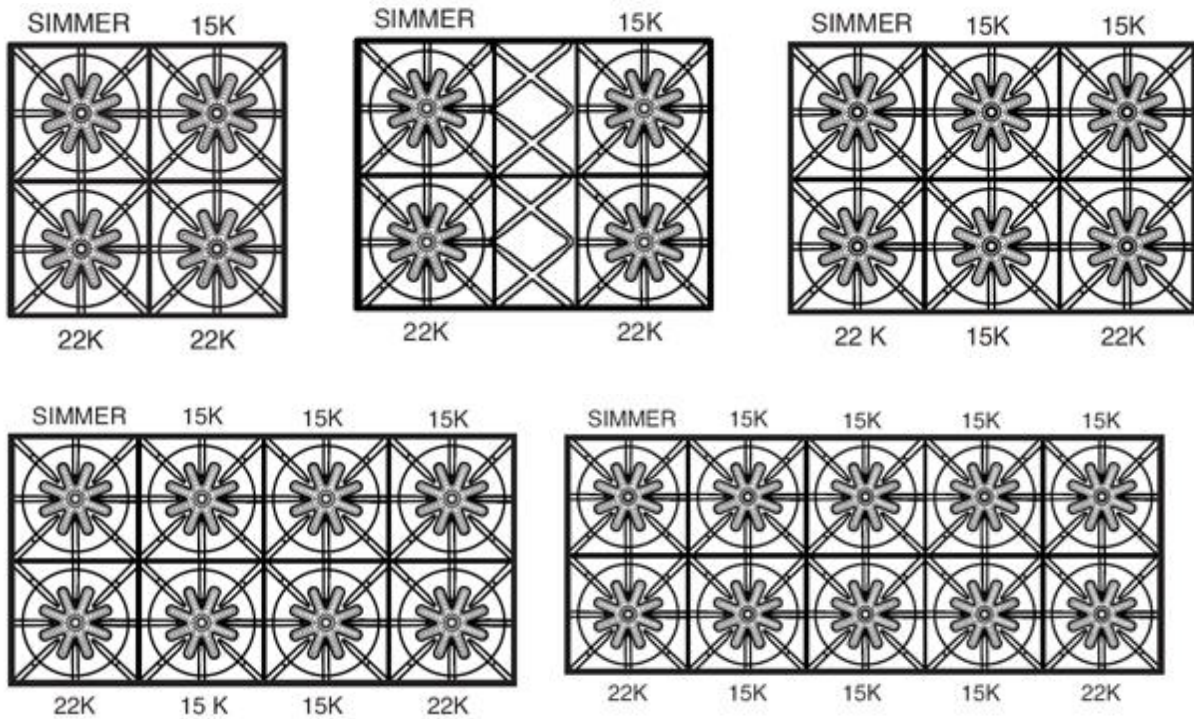 SIMMER 15K
22K 22K
SIMMER 15K
22K 22K
SIMMER 15K 15K
22 K 15K 22K
SIMMER 15K 15K 15K
22K 15 K 15K 22K
SIMMER 15K 15K 15K 15K
22K 15K 15K 15K 22K